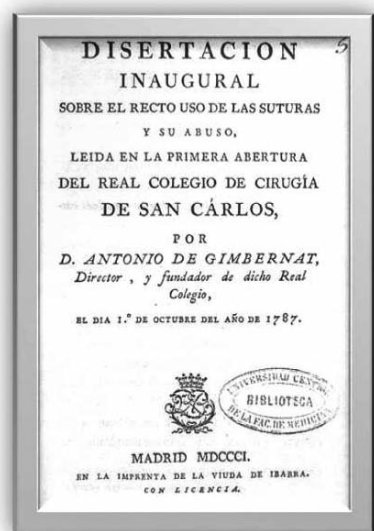 DISERTACION
5
INAUGURAL
SOBRE EL RECTO USO DE LAS SUTURAS
Y SU ABUSO,
LEIDA EN LA PRIMERA ABERTURA
DEL REAL COLEGIO DE CIRUGÍA
DE SAN CÁRLOS,
POR
D. ANTONIO DE GIMBERNAT,
Director, y fundador de dicho Real
Colegio,
EL DIA 1.º DE OCTUBRE DEL AÑO DE 1787.
UNIVERSIDAD CENTRAL
BIBLIOTECA
DE LA FAC. DE MEDICINA
MADRID MDCCCI.
EN LA IMPRENTA DE LA VIUDA DE IBARRA.
CON LICENCIA.